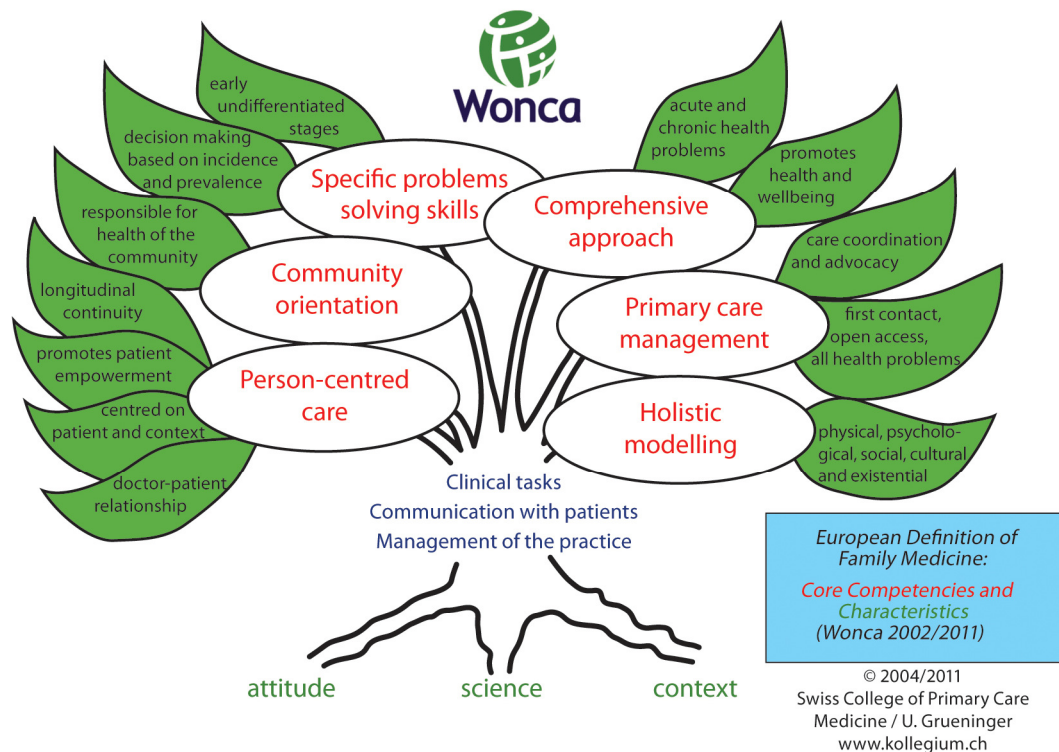 Wonca
early
undifferentiated
stages
decision making
based on incidence
and prevalence
responsible for
health of the
community
longitudinal
continuity
promotes patient
empowerment
centred on
patient and context
doctor-patient
relationship
Specific problems
solving skills
Community
orientation
Person-centred
care
Comprehensive
approach
Primary care
management
Holistic
modelling
acute and
chronic health
problems
promotes
health and
wellbeing
care coordination
and advocacy
first contact,
open access,
all health problems
physical, psycholo-
gical, social, cultural
and existential
Clinical tasks
Communication with patients
Management of the practice
attitude
science
context
European Definition of
Family Medicine:
Core Competencies and
Characteristics
(Wonca 2002/2011)
© 2004/2011
Swiss College of Primary Care
Medicine / U. Grueninger
www.kollegium.ch